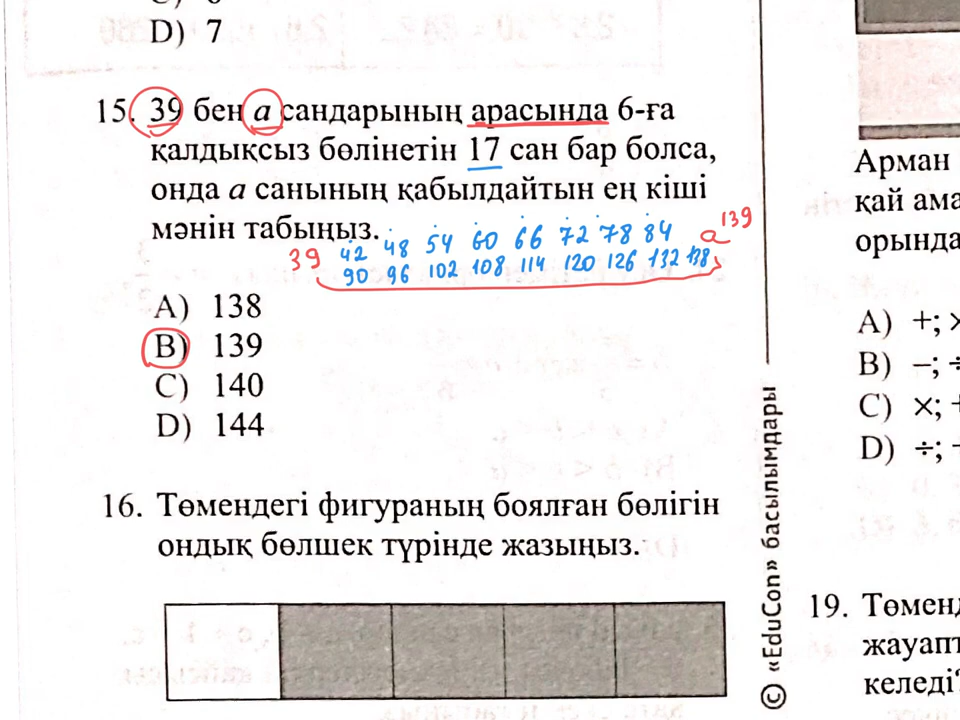 D) 7
15. 39 бен a сандарының арасында 6-ға
қалдықсыз бөлінетін 17 сан бар болса,
онда a санының қабылдайтын ең кіші
мәнін табыңыз.
39 42 48 54 60 66 72 78 84 a 139
90 96 102 108 114 120 126 132 138
A) 138
B) 139
C) 140
D) 144
16. Төмендегі фигураның боялған бөлігін
ондық бөлшек түрінде жазыңыз.
© «EduCon» басылымдары
Арман
қай ама
орында
A) +; ×
B) –; ÷
C) ×; +
D) ÷;
19. Төменд
жауапт
келеді?